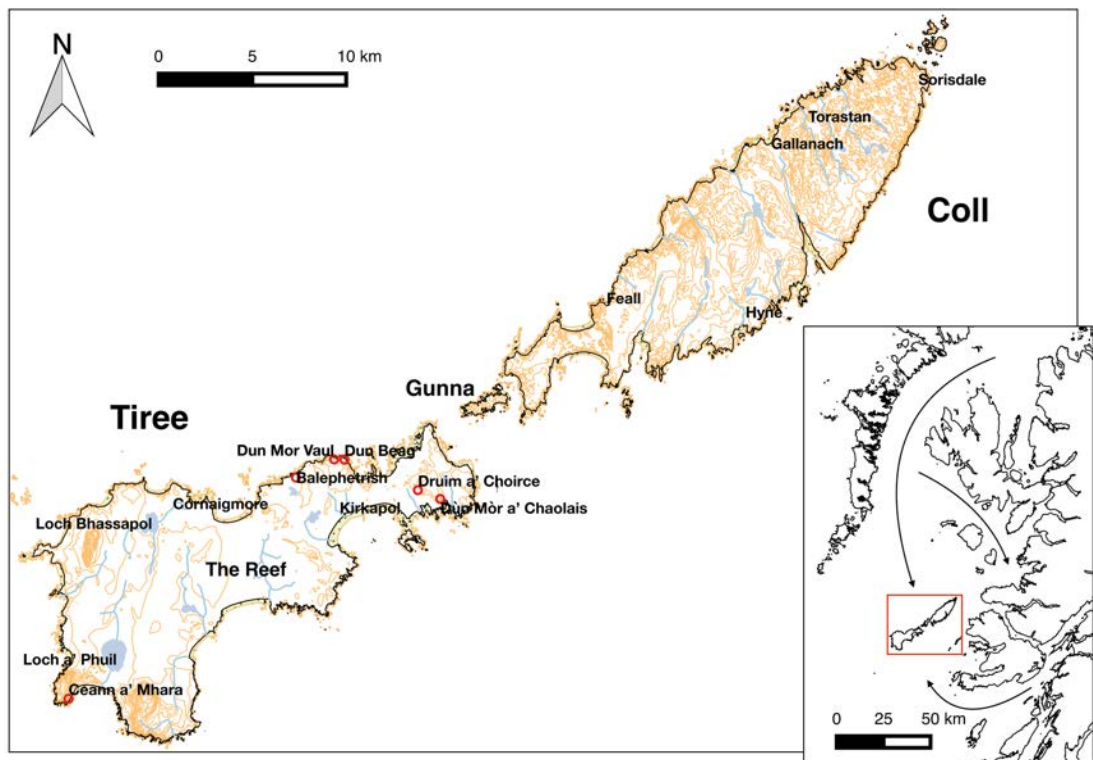 N
0 5 10 km
Sorisdale
Torastan
Gallanach
Coll
Feall
Hyne
Gunna
Tiree
Dun Mor Vaul
Dun Beag
Balephetrish
Druim a' Choirce
Cornaigmore
Kirkapol
Dun Mòr a' Chaolais
Loch Bhassapol
The Reef
Loch a' Phuil
Ceann a' Mhara
0 25 50 km